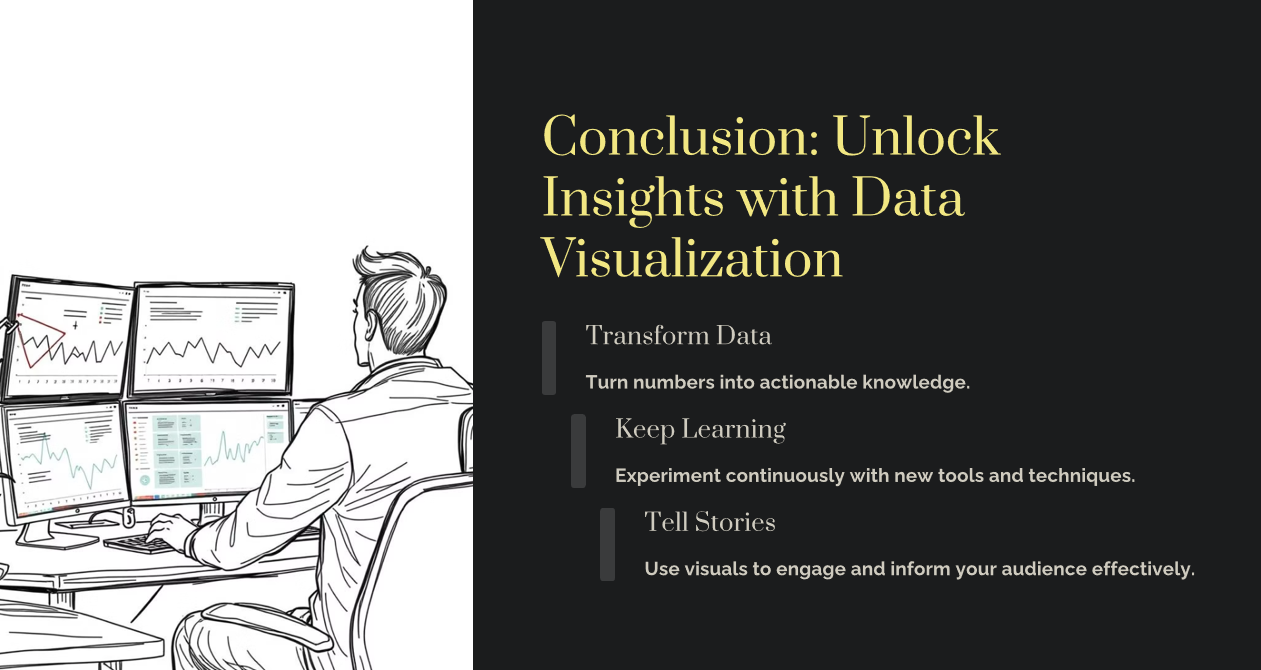 Conclusion: Unlock
Insights with Data
Visualization
Transform Data
Turn numbers into actionable knowledge.
Keep Learning
Experiment continuously with new tools and techniques.
Tell Stories
Use visuals to engage and inform your audience effectively.